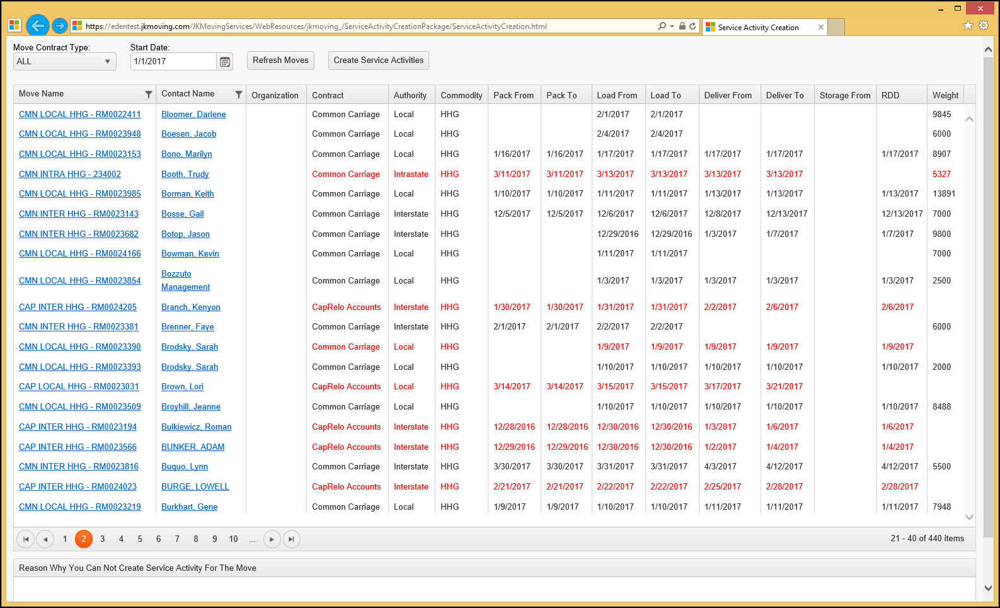 https://edentest.jkmoving.com/JKMovingServices/WebResources/jkmoving_/ServiceActivityCreationPackage/ServiceActivityCreation.html Service Activity Creation
Move Contract Type: Start Date:
ALL 1/1/2017 Refresh Moves Create Service Activities
Move Name Contact Name Organization Contract Authority Commodity Pack From Pack To Load From Load To Deliver From Deliver To Storage From RDD Weight
CMN LOCAL HHG - RM0022411 Bloomer, Darlene Common Carriage Local HHG 2/1/2017 2/1/2017 9845
CMN LOCAL HHG - RM0023948 Boesen, Jacob Common Carriage Local HHG 2/4/2017 2/4/2017 6000
CMN LOCAL HHG - RM0023153 Bono, Marilyn Common Carriage Local HHG 1/16/2017 1/16/2017 1/17/2017 1/17/2017 1/17/2017 1/17/2017 1/17/2017 8907
CMN INTRA HHG - 234002 Booth, Trudy Common Carriage Intrastate HHG 3/11/2017 3/11/2017 3/13/2017 3/13/2017 3/13/2017 3/13/2017 5327
CMN LOCAL HHG - RM0023985 Borman, Keith Common Carriage Local HHG 1/10/2017 1/10/2017 1/11/2017 1/11/2017 1/13/2017 1/13/2017 1/13/2017 13891
CMN INTER HHG - RM0023143 Bosse, Gail Common Carriage Interstate HHG 12/5/2017 12/5/2017 12/6/2017 12/6/2017 12/8/2017 12/13/2017 12/13/2017 7000
CMN INTER HHG - RM0023682 Botop, Jason Common Carriage Interstate HHG 12/29/2016 12/29/2016 1/3/2017 1/7/2017 1/7/2017 9800
CMN LOCAL HHG - RM0024166 Bowman, Kevin Common Carriage Local HHG 1/11/2017 1/11/2017 7000
CMN LOCAL HHG - RM0023854 Bozzuto Management Common Carriage Local HHG 1/3/2017 1/3/2017 1/3/2017 1/3/2017 1/3/2017 2500
CAP INTER HHG - RM0024205 Branch, Kenyon CapRelo Accounts Interstate HHG 1/30/2017 1/30/2017 1/31/2017 1/31/2017 2/2/2017 2/6/2017 2/6/2017
CMN INTER HHG - RM0023381 Brenner, Faye Common Carriage Interstate HHG 2/1/2017 2/1/2017 2/2/2017 2/2/2017 6000
CMN LOCAL HHG - RM0023390 Brodsky, Sarah Common Carriage Local HHG 1/9/2017 1/9/2017 1/9/2017 1/9/2017 1/9/2017
CMN LOCAL HHG - RM0023393 Brodsky, Sarah Common Carriage Local HHG 1/10/2017 1/10/2017 1/10/2017 1/10/2017 1/10/2017 2000
CAP LOCAL HHG - RM0023031 Brown, Lori CapRelo Accounts Local HHG 3/14/2017 3/14/2017 3/15/2017 3/15/2017 3/17/2017 3/21/2017
CMN LOCAL HHG - RM0023509 Broyhill, Jeanne Common Carriage Local HHG 1/10/2017 1/10/2017 1/10/2017 1/10/2017 1/10/2017 8488
CAP INTER HHG - RM0023194 Bulkiewicz, Roman CapRelo Accounts Interstate HHG 12/28/2016 12/28/2016 12/30/2016 12/30/2016 1/3/2017 1/6/2017 1/6/2017
CAP INTER HHG - RM0023566 BUNKER, ADAM CapRelo Accounts Interstate HHG 12/29/2016 12/29/2016 12/30/2016 12/30/2016 1/2/2017 1/4/2017 1/4/2017
CMN INTER HHG - RM0023816 Buquo, Lynn Common Carriage Interstate HHG 3/30/2017 3/30/2017 3/31/2017 3/31/2017 4/3/2017 4/12/2017 4/12/2017 5500
CAP INTER HHG - RM0024023 BURGE, LOWELL CapRelo Accounts Interstate HHG 2/21/2017 2/21/2017 2/22/2017 2/22/2017 2/25/2017 2/28/2017 2/28/2017
CMN LOCAL HHG - RM0023219 Burkhart, Gene Common Carriage Local HHG 1/9/2017 1/9/2017 1/10/2017 1/10/2017 1/11/2017 1/11/2017 1/11/2017 7948
1 2 3 4 5 6 7 8 9 10 ... 21 - 40 of 440 items
Reason Why You Can Not Create Service Activity For The Move